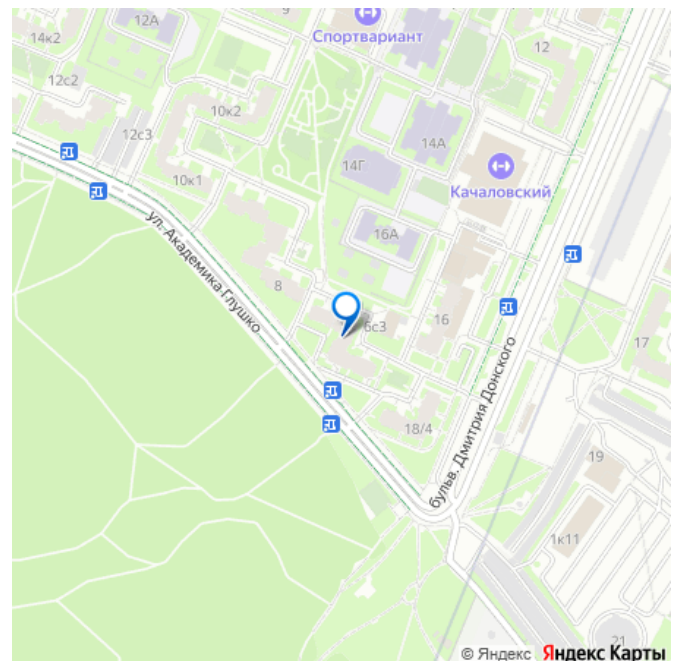 9
12А
14к2
Спортвариант
12
12с2
10к2
12с3
14А
14Г
10к1
Качаловский
16А
ул. Академика Глушко
8
6с3
16
17
бульв. Дмитрия Донского
18/4
19
1к11
21
© Яндекс Яндекс Карты